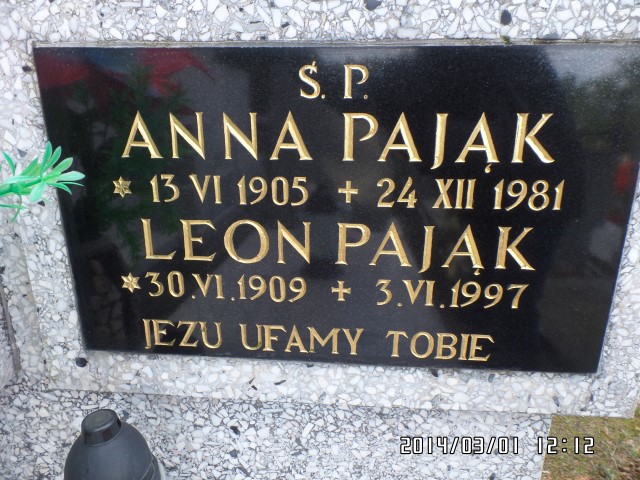 Ś. P.
ANNA PAJĄK
* 13 VI 1905 + 24 XII 1981
LEON PAJĄK
*30.VI.1909 + 3.VI.1997
JEZU UFAMY TOBIE
2014/03/01 12:12